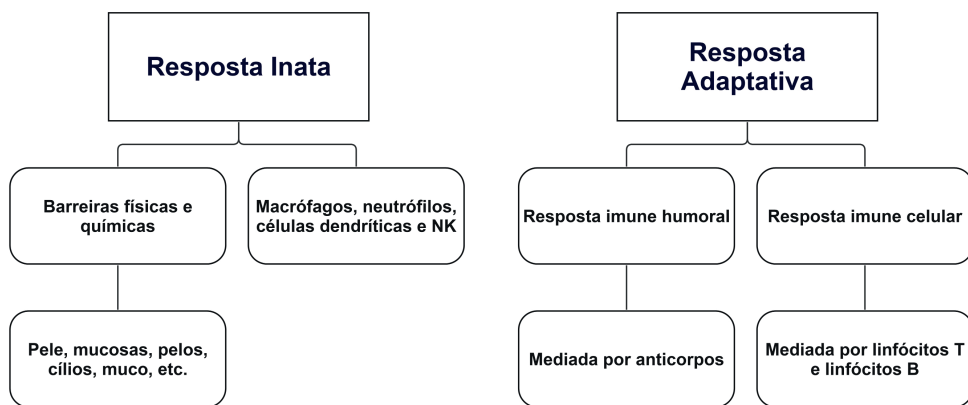 Resposta Inata
Barreiras físicas e
químicas
Macrófagos, neutrófilos,
células dendríticas e NK
Pele, mucosas, pelos,
cílios, muco, etc.
Resposta
Adaptativa
Resposta imune humoral
Resposta imune celular
Mediada por anticorpos
Mediada por linfócitos T
e linfócitos B